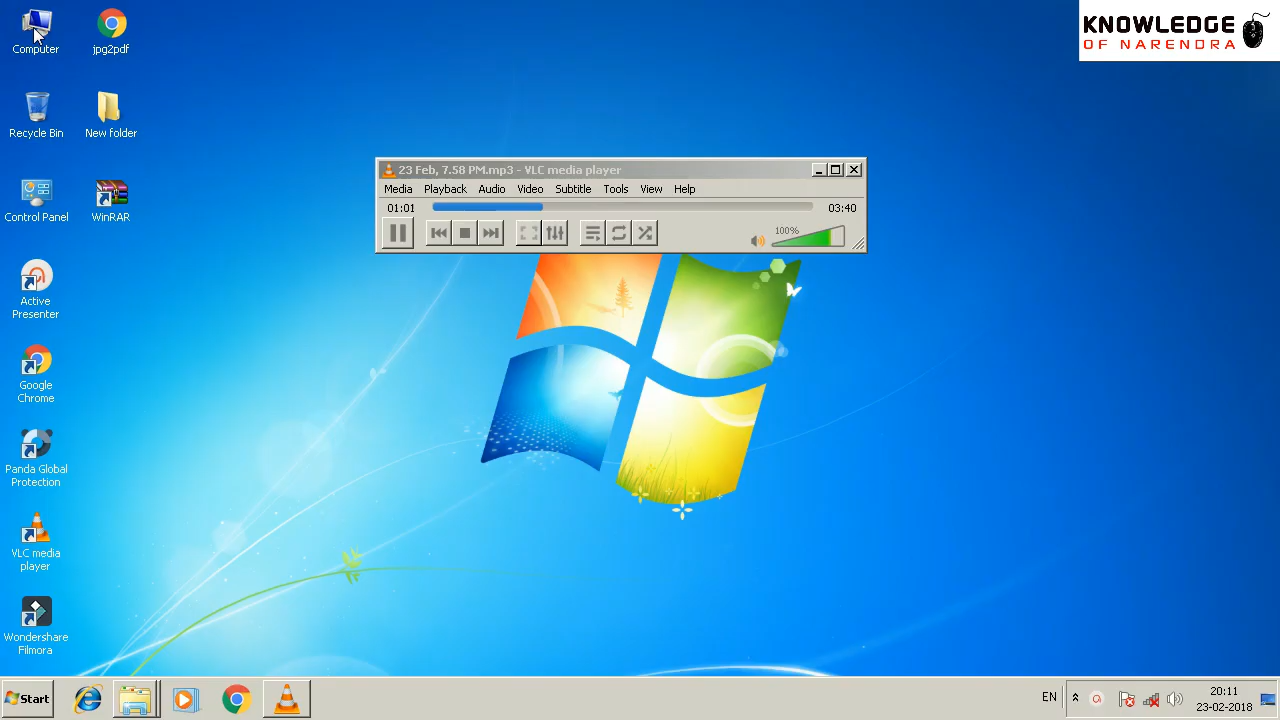 Computer
jpg2pdf
KNOWLEDGE
OF NARENDRA
Recycle Bin
New folder
Control Panel
WinRAR
23 Feb, 7.58 PM.mp3 - VLC media player
Media Playback Audio Video Subtitle Tools View Help
01:01
03:40
100%
Active
Presenter
Google
Chrome
Panda Global
Protection
VLC media
player
Wondershare
Filmora
Start
EN
20:11
23-02-2018